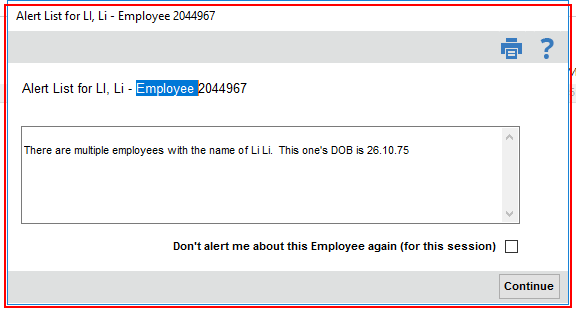 Alert List for LI, Li - Employee 2044967
?
Alert List for LI, Li - Employee 2044967
There are multiple employees with the name of Li Li.  This one's DOB is 26.10.75
Don't alert me about this Employee again (for this session)
Continue